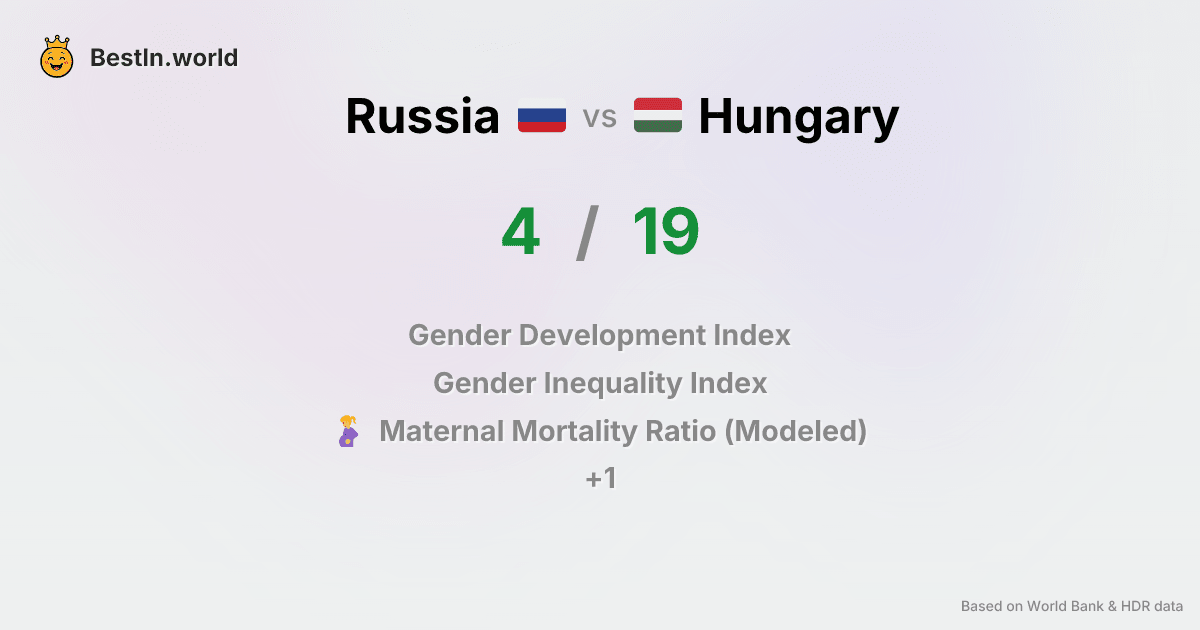 BestIn.world
Russia vs Hungary
4 / 19
Gender Development Index
Gender Inequality Index
Maternal Mortality Ratio (Modeled)
+1
Based on World Bank & HDR data